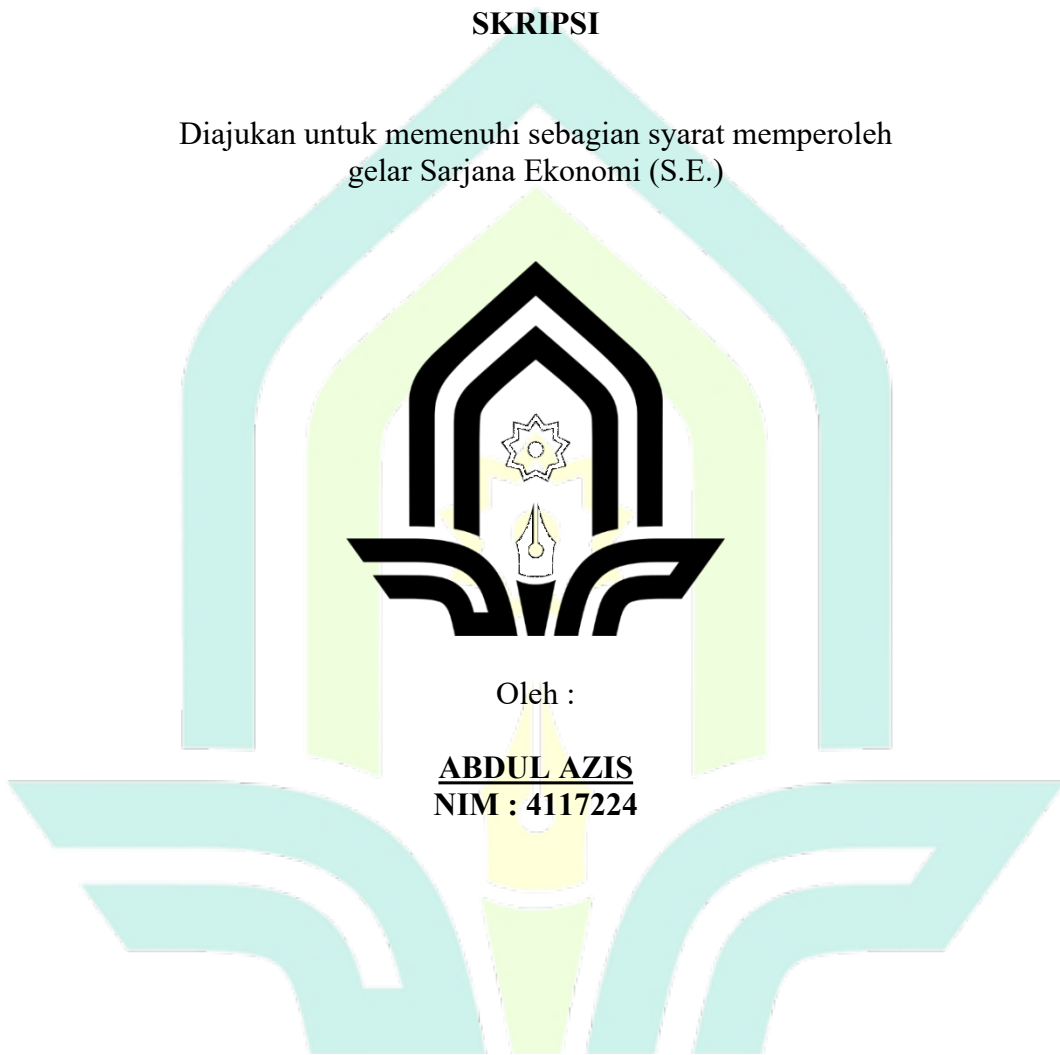 SKRIPSI
Diajukan untuk memenuhi sebagian syarat memperoleh
gelar Sarjana Ekonomi (S.E.)
Oleh :
ABDUL AZIS
NIM : 4117224